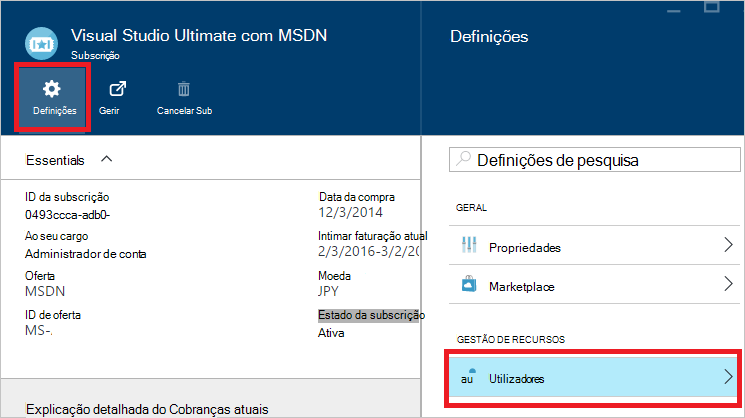 Visual Studio Ultimate com MSDN
Subscrição
Definições
Gerir
Cancelar Sub
Essentials
ID da subscrição
0493ccca-adb0-
Ao seu cargo
Administrador de conta
Oferta
MSDN
ID de oferta
MS-.
Data da compra
12/3/2014
Intimar faturação atual
2/3/2016-3/2/20
Moeda
JPY
Estado da subscrição
Ativa
Explicação detalhada do Cobranças atuais
Definições
Definições de pesquisa
GERAL
Propriedades
Marketplace
GESTÃO DE RECURSOS
au
Utilizadores